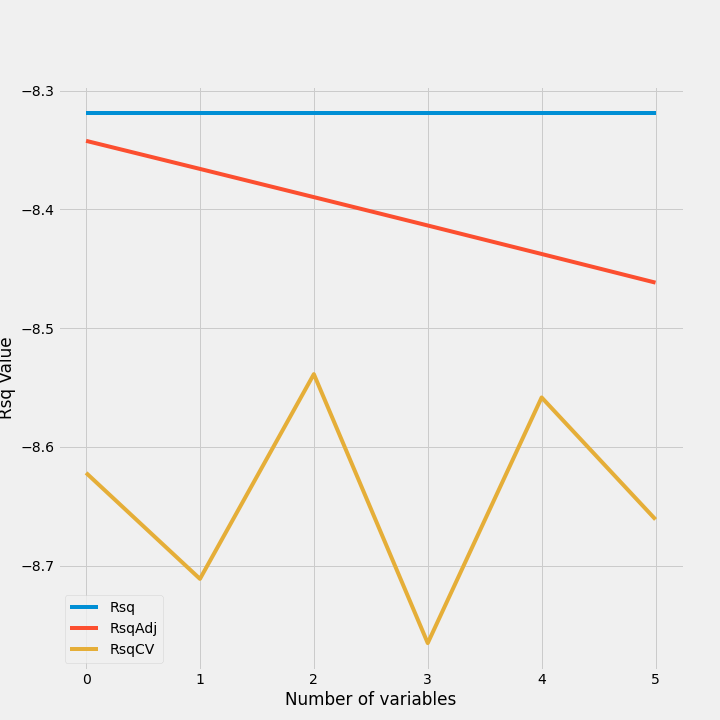 −8.3
−8.4
−8.5
−8.6
−8.7
Rsq Value
Rsq
RsqAdj
RsqCV
0 1 2 3 4 5
Number of variables